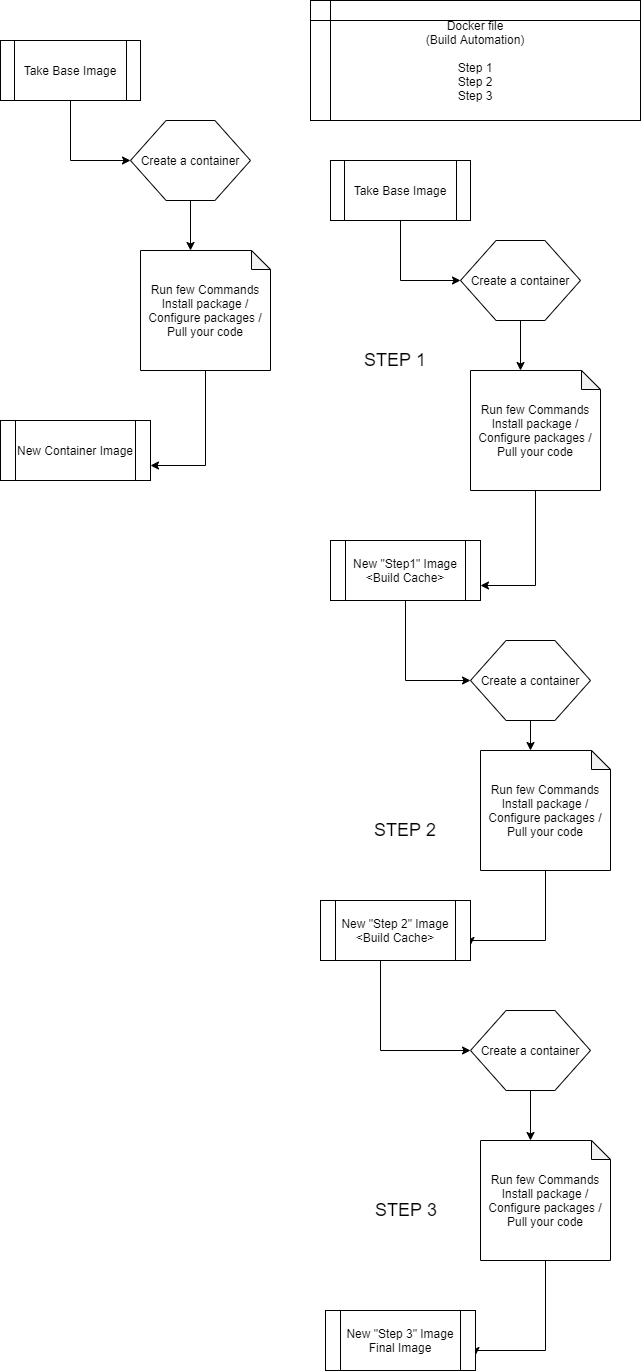 Take Base Image
Create a container
Run few Commands
Install package /
Configure packages /
Pull your code
New Container Image
Docker file
(Build Automation)
Step 1
Step 2
Step 3
Take Base Image
Create a container
STEP 1
Run few Commands
Install package /
Configure packages /
Pull your code
New "Step1" Image
<Build Cache>
Create a container
Run few Commands
Install package /
Configure packages /
Pull your code
STEP 2
New "Step 2" Image
<Build Cache>
Create a container
Run few Commands
Install package /
Configure packages /
Pull your code
STEP 3
New "Step 3" Image
Final Image